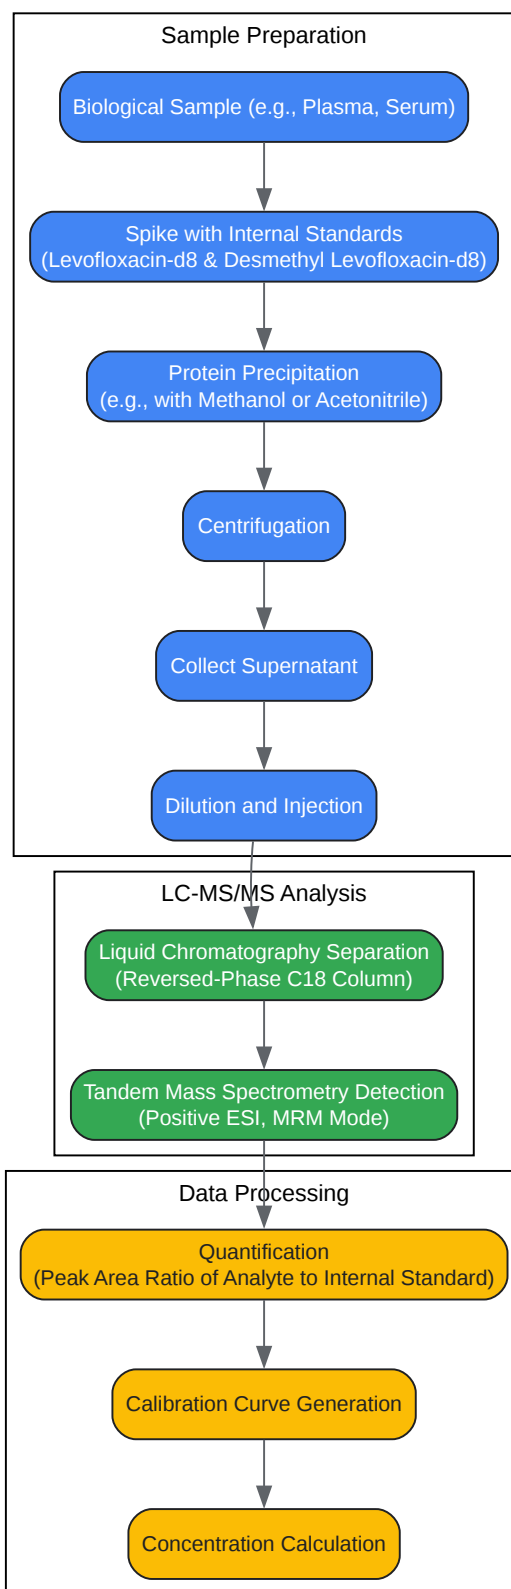 Sample Preparation
Biological Sample (e.g., Plasma, Serum)
Spike with Internal Standards
(Levofloxacin-d8 & Desmethyl Levofloxacin-d8)
Protein Precipitation
(e.g., with Methanol or Acetonitrile)
Centrifugation
Collect Supernatant
Dilution and Injection
LC-MS/MS Analysis
Liquid Chromatography Separation
(Reversed-Phase C18 Column)
Tandem Mass Spectrometry Detection
(Positive ESI, MRM Mode)
Data Processing
Quantification
(Peak Area Ratio of Analyte to Internal Standard)
Calibration Curve Generation
Concentration Calculation